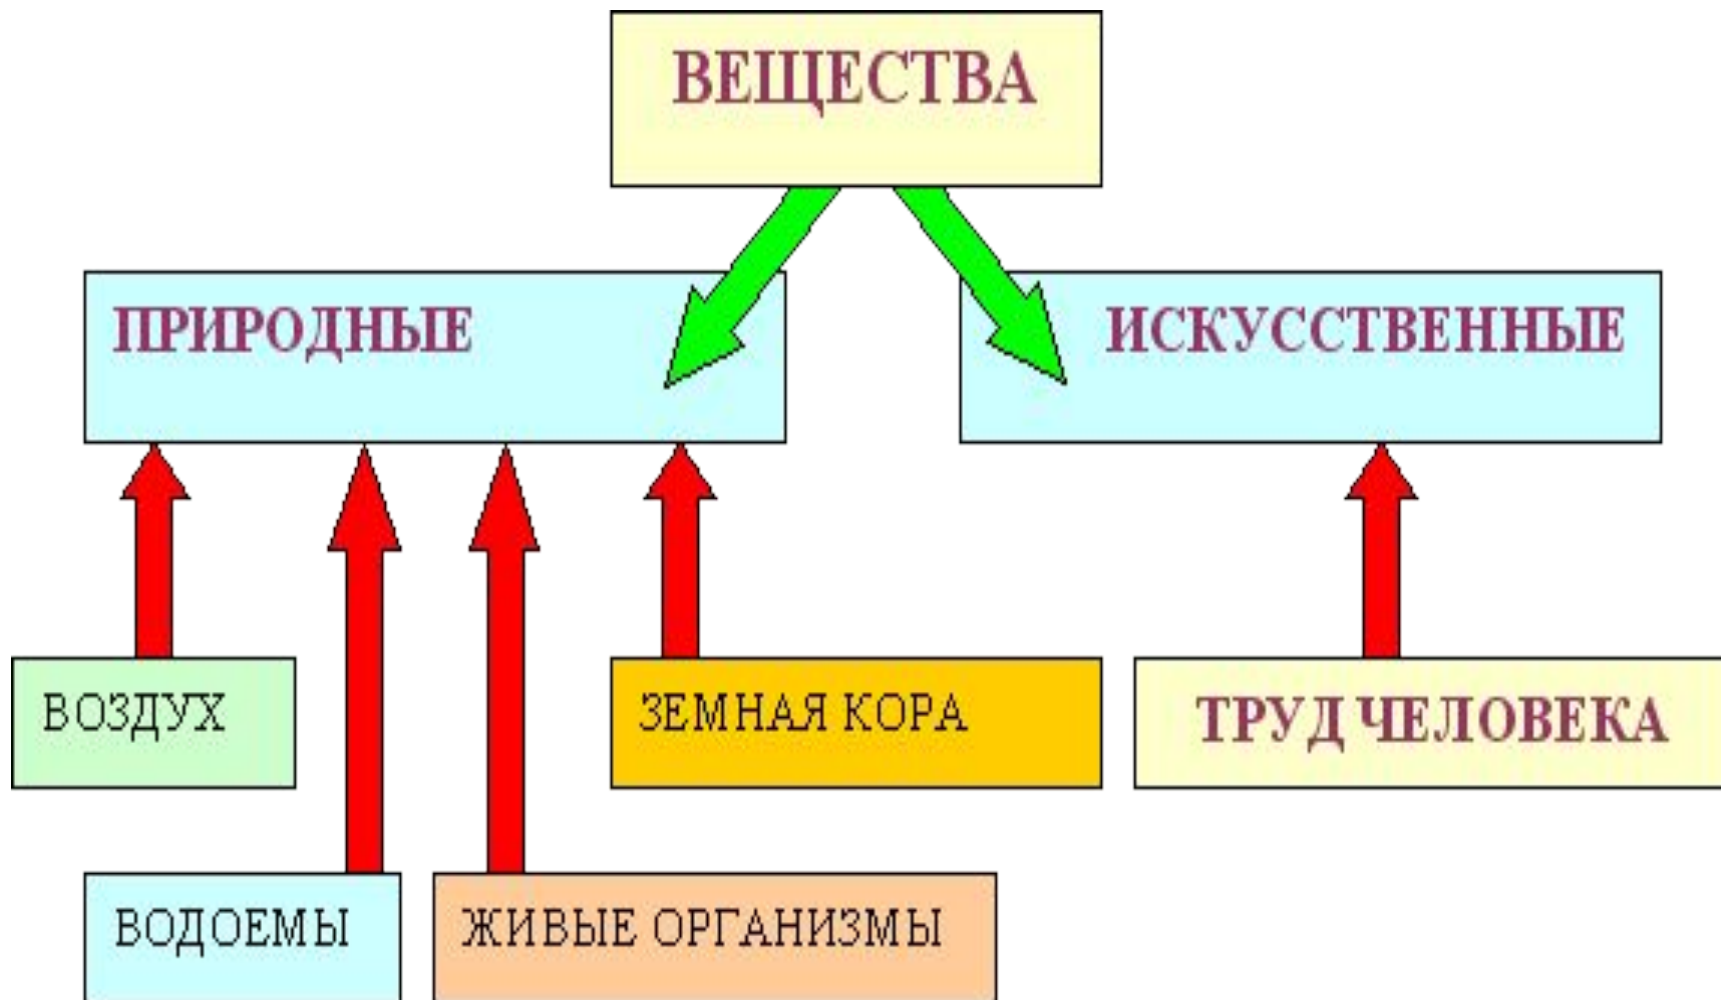 ВЕЩЕСТВА
ПРИРОДНЫЕ
ИСКУССТВЕННЫЕ
ВОЗДУХ
ЗЕМНАЯ КОРА
ТРУД ЧЕЛОВЕКА
ВОДОЕМЫ
ЖИВЫЕ ОРГАНИЗМЫ